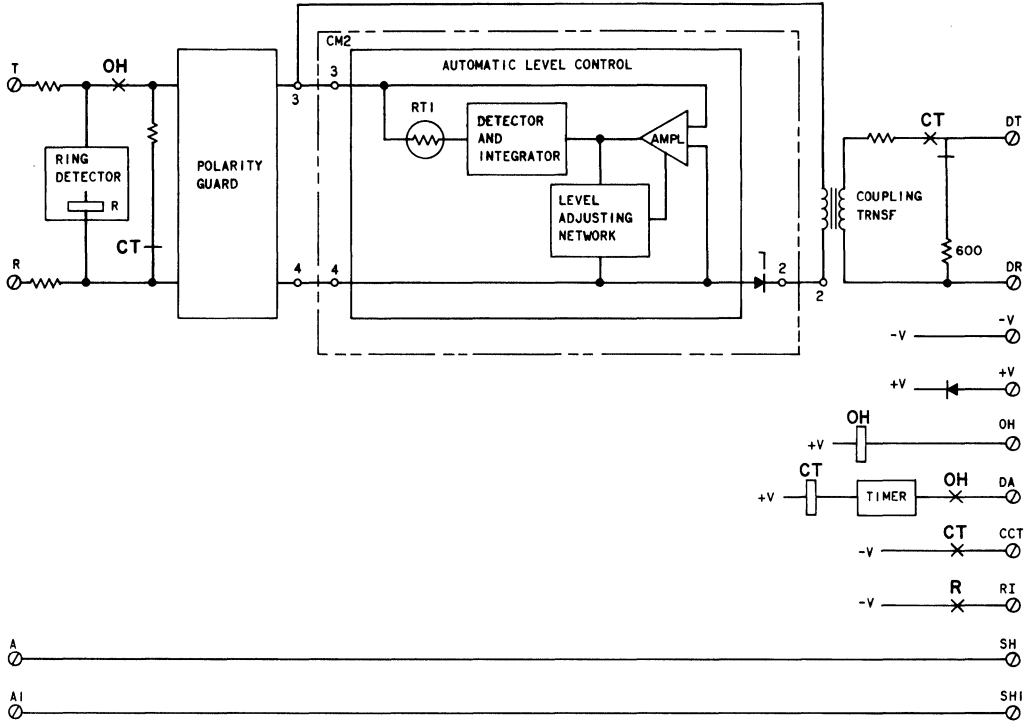 CM2
AUTOMATIC LEVEL CONTROL
T
OH
3
3
RT1
DETECTOR
AND
INTEGRATOR
AMPL
CT
DT
RING
DETECTOR
R
POLARITY
GUARD
LEVEL
ADJUSTING
NETWORK
COUPLING
TRNSF
CT
600
R
4
4
2
2
DR
-V
-V
+V
+V
OH
+V
OH
CT
+V
TIMER
OH
DA
-V
CT
CCT
-V
R
RI
A
SH
A1
SH1